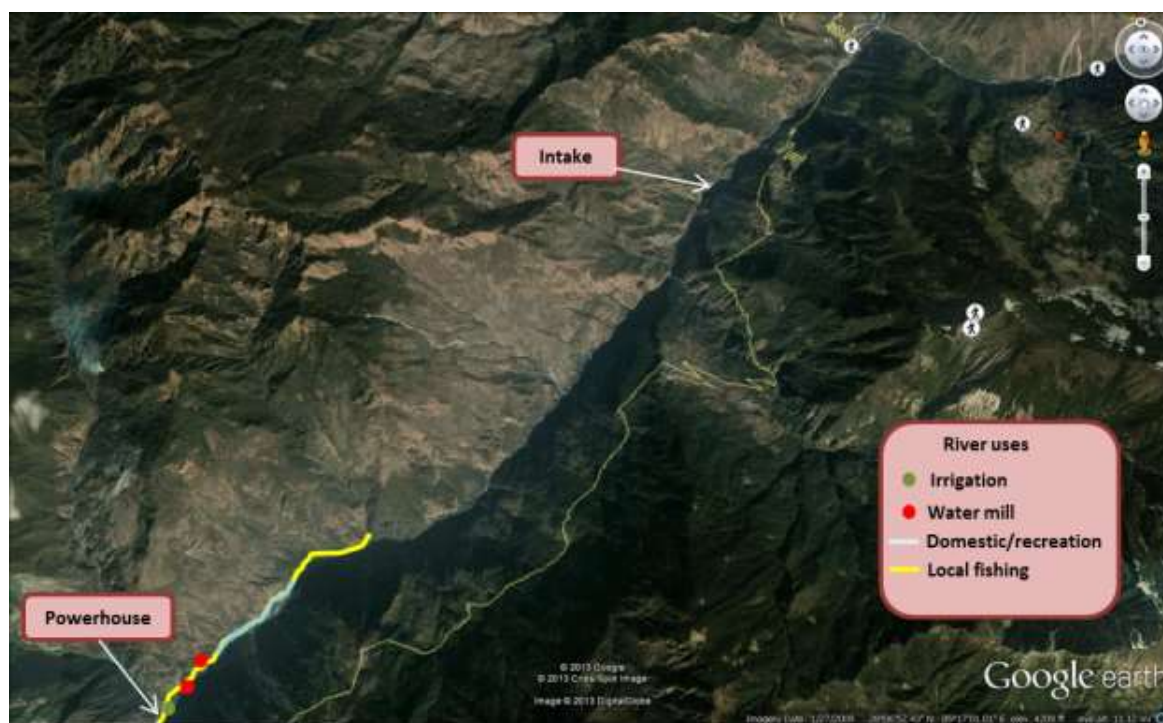 N
Intake
River uses
Irrigation
Water mill
Domestic/recreation
Local fishing
Powerhouse
© 2013 Google
© 2013 Cnes/Spot Image
Image © 2013 DigitalGlobe
Google earth